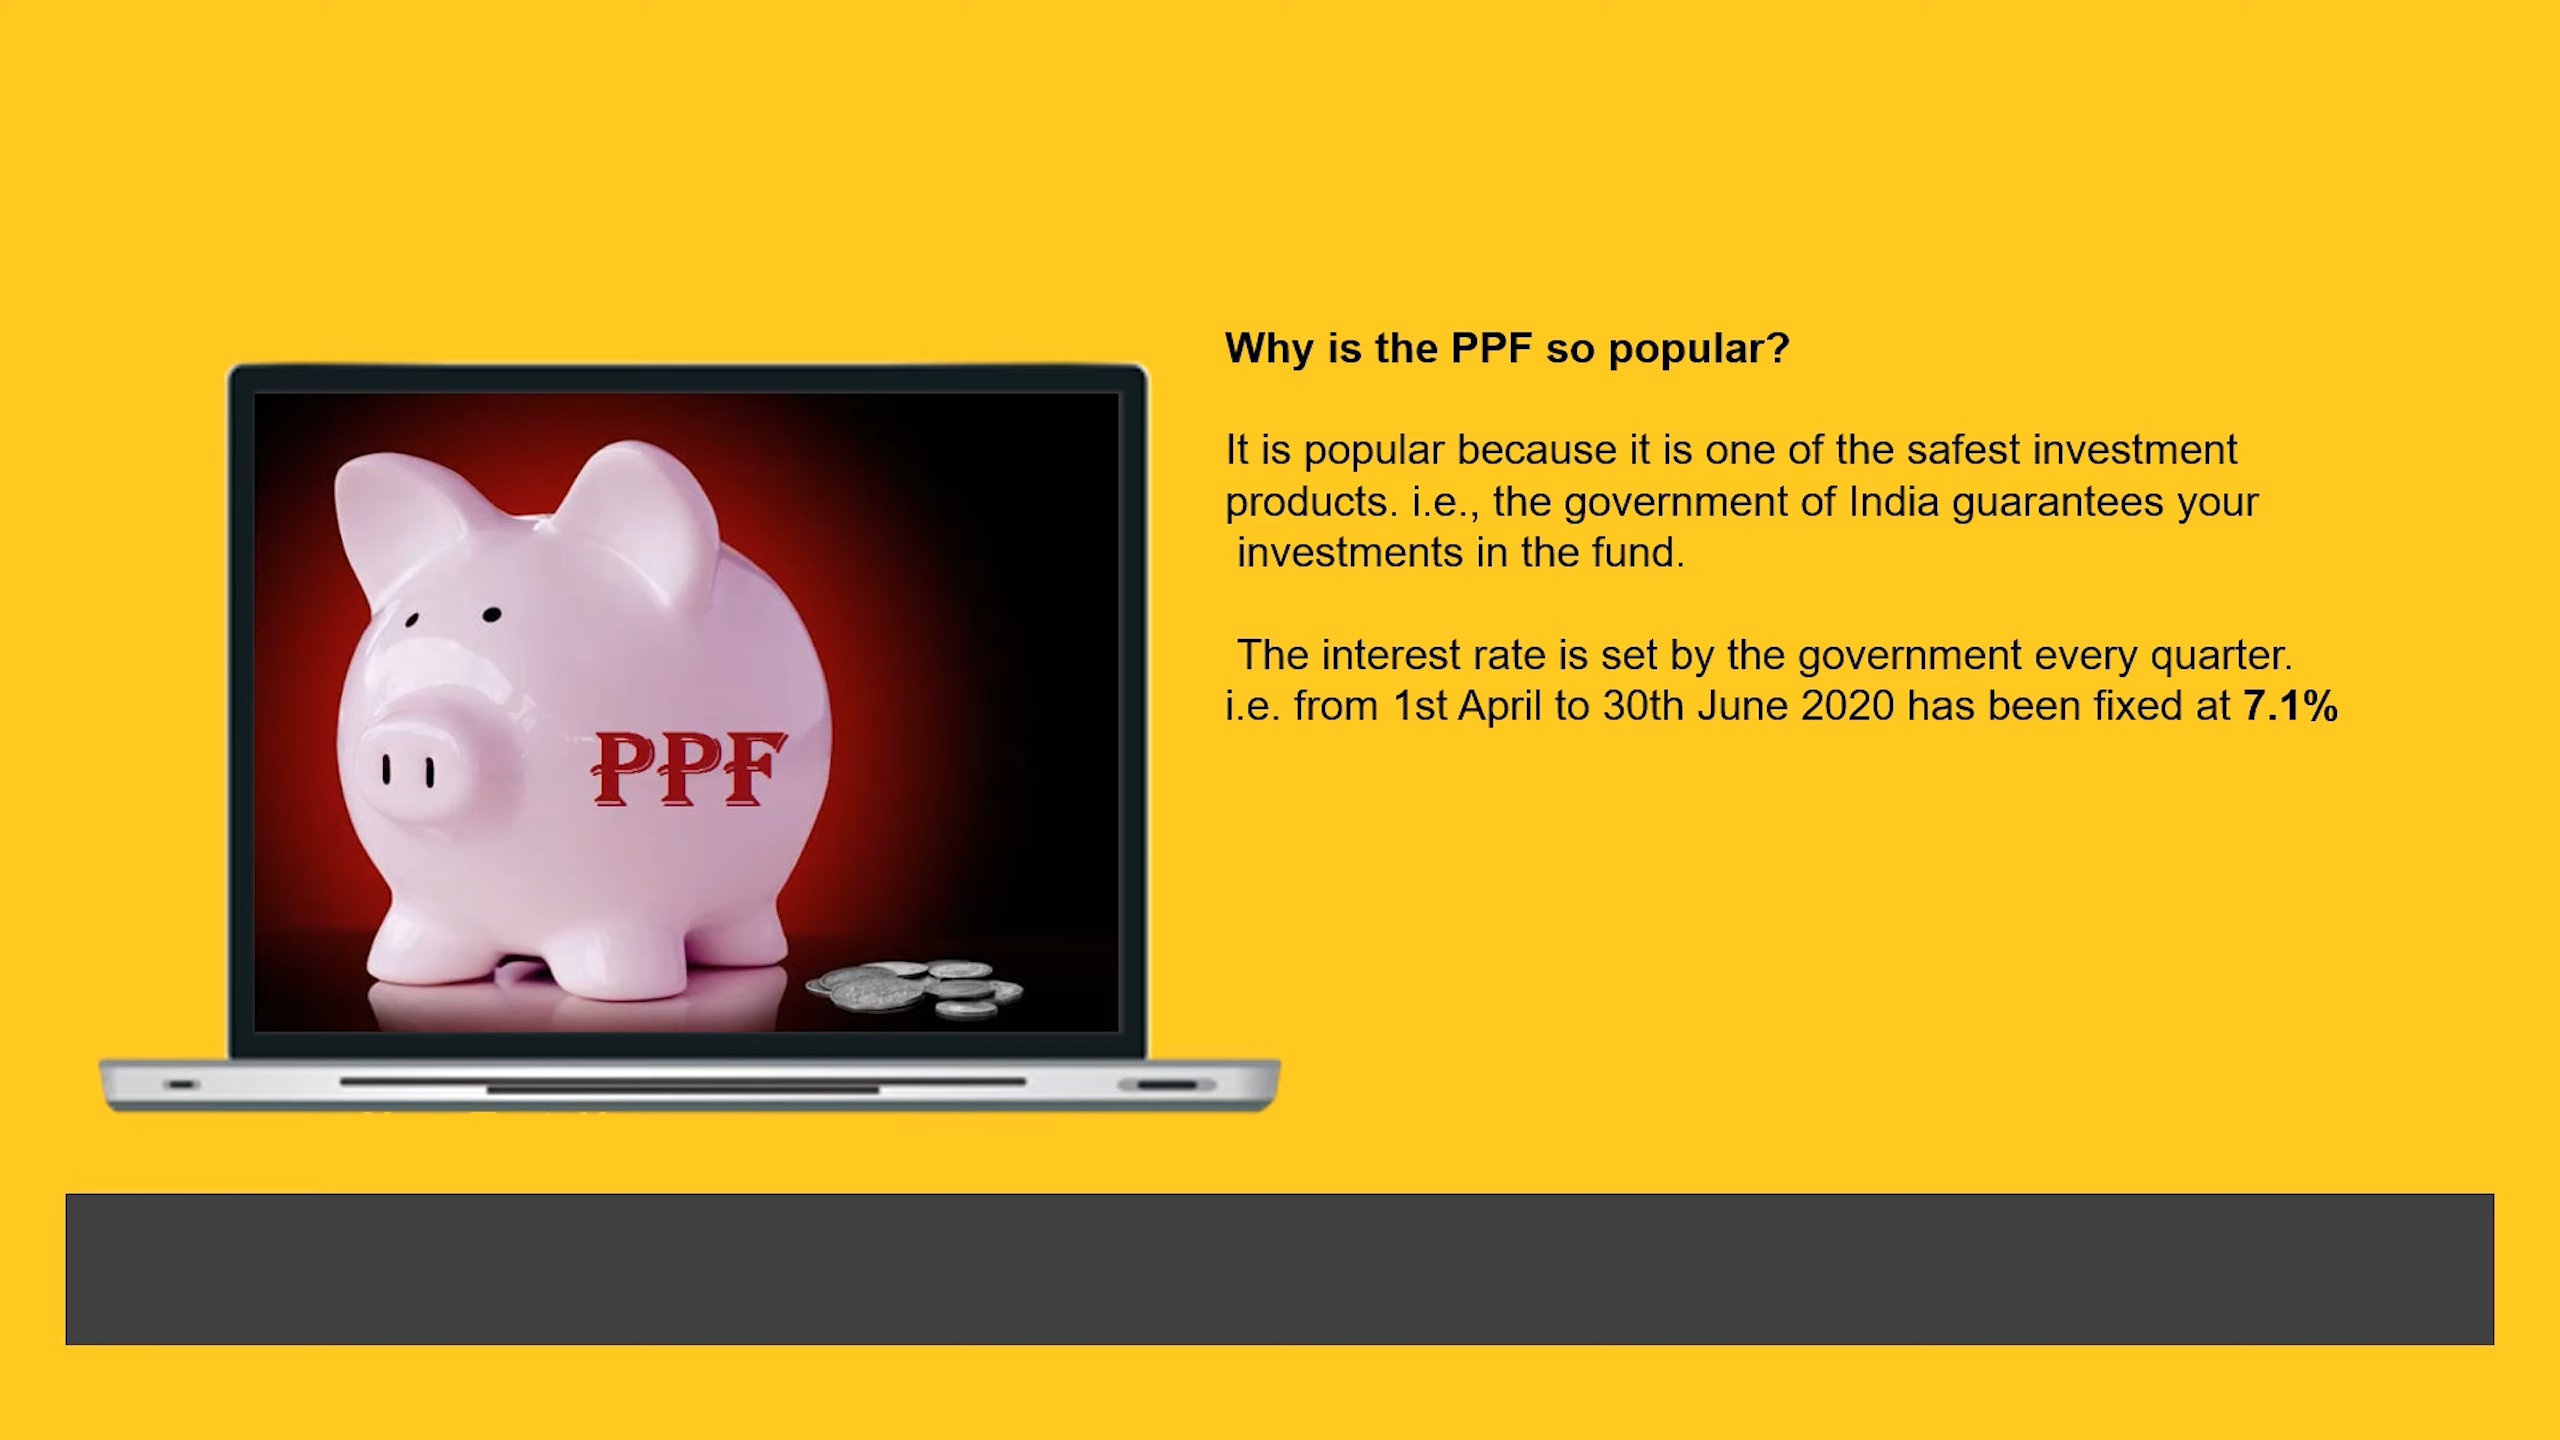 Why is the PPF so popular?
It is popular because it is one of the safest investment
products. i.e., the government of India guarantees your
investments in the fund.
The interest rate is set by the government every quarter.
i.e. from 1st April to 30th June 2020 has been fixed at 7.1%
PPF